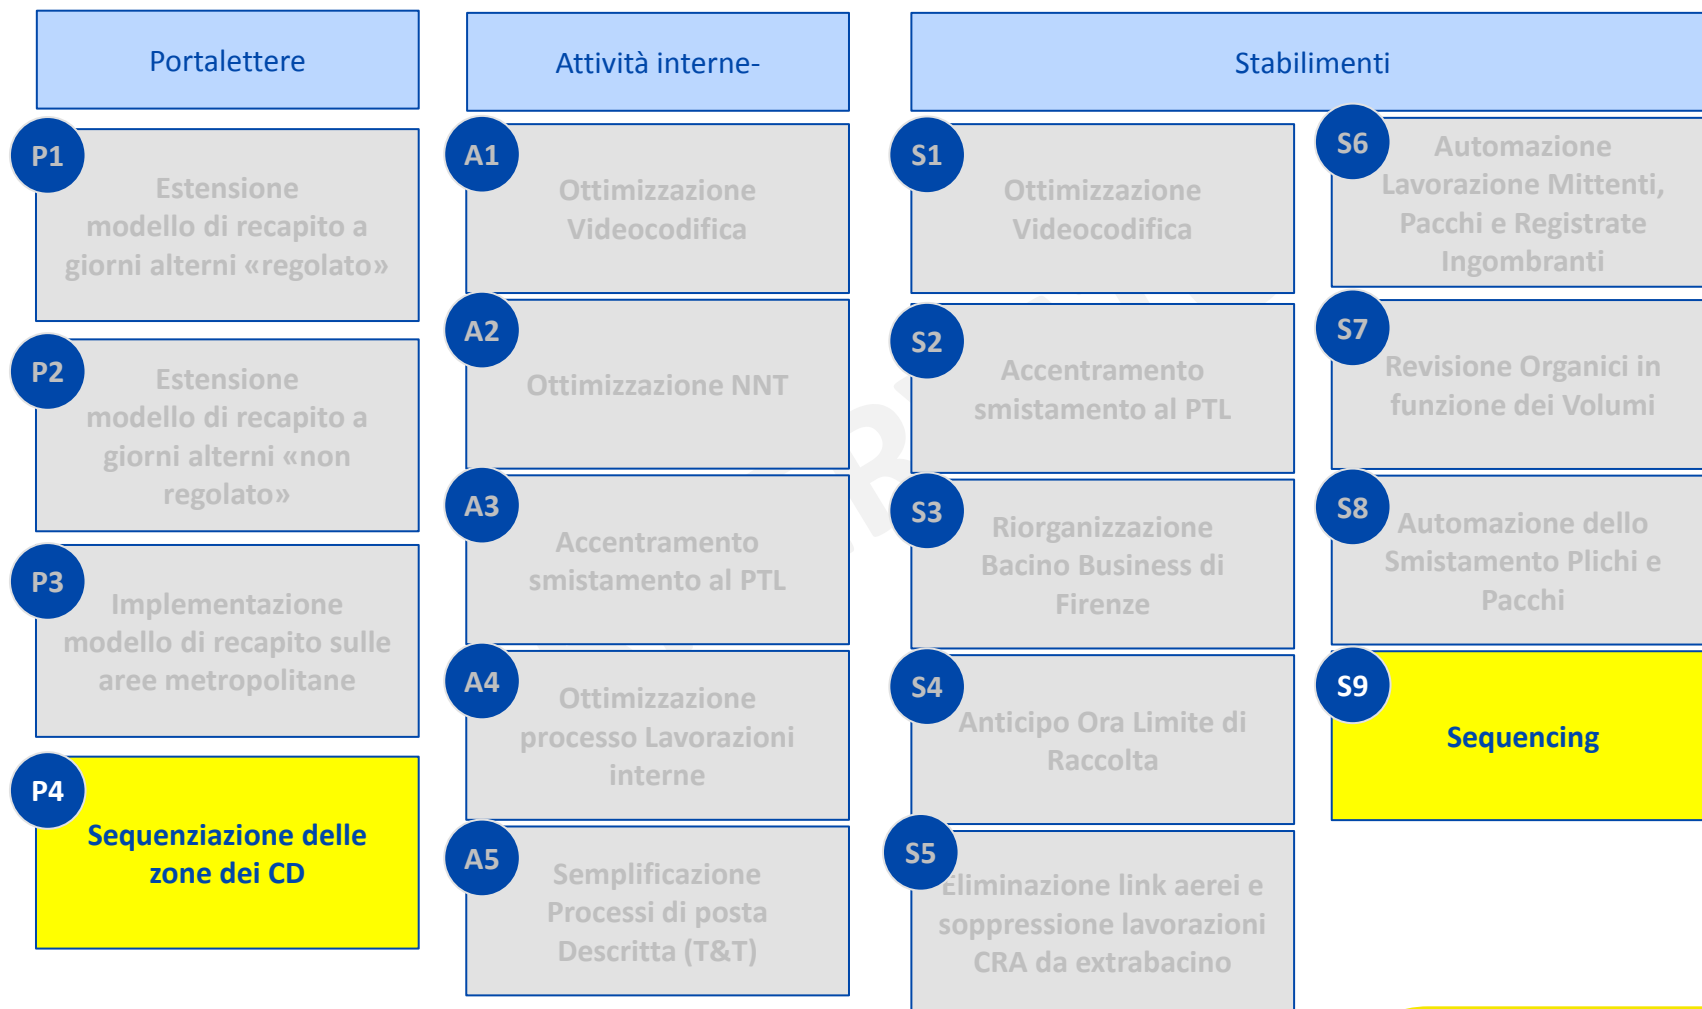 Portalettere
P1
Estensione
modello di recapito a
giorni alterni «regolato»
P2
Estensione
modello di recapito a
giorni alterni «non
regolato»
P3
Implementazione
modello di recapito sulle
aree metropolitane
P4
Sequenziazione delle
zone dei CD
Attività interne-
A1
Ottimizzazione
Videocodifica
A2
Ottimizzazione NNT
A3
Accentramento
smistamento al PTL
A4
Ottimizzazione
processo Lavorazioni
interne
A5
Semplificazione
Processi di posta
Descritta (T&T)
Stabilimenti
S1
Ottimizzazione
Videocodifica
S2
Accentramento
smistamento al PTL
S3
Riorganizzazione
Bacino Business di
Firenze
S4
Anticipo Ora Limite di
Raccolta
S5
Eliminazione link aerei e
soppressione lavorazioni
CRA da extrabacino
S6
Automazione
Lavorazione Mittenti,
Pacchi e Registrate
Ingombranti
S7
Revisione Organici in
funzione dei Volumi
S8
Automazione dello
Smistamento Plichi e
Pacchi
S9
Sequencing